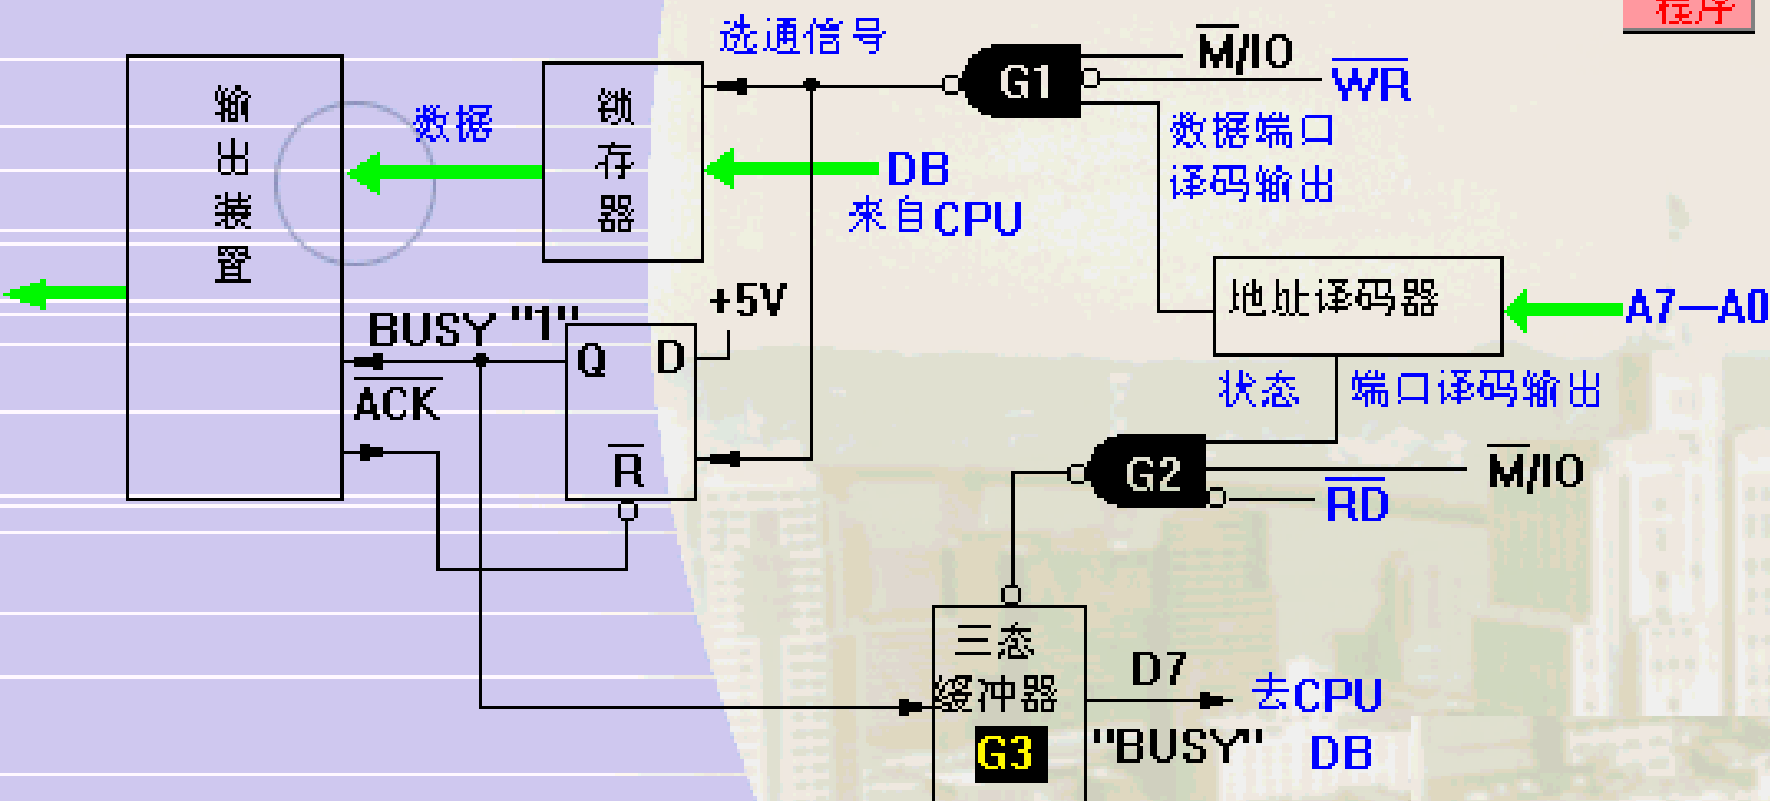 程序
选通信号
M/IO
WR
G1
输出装置
数据
锁存器
DB
来自CPU
数据端口
译码输出
地址译码器
A7—A0
+5V
BUSY "1"
Q
D
ACK
R
状态 端口译码输出
G2
M/IO
RD
三态
缓冲器
G3
D7
"BUSY"
去CPU
DB